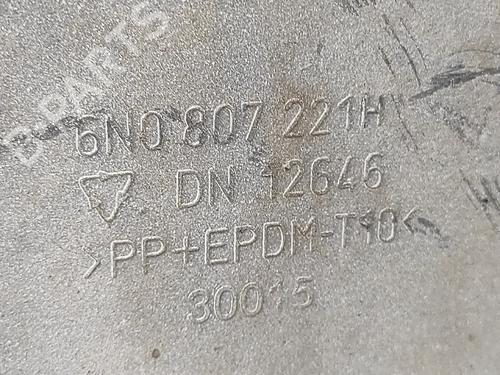 B-PARTS
6N0 807 221H
DN 12646
>PP+EPDM-T10<
30015